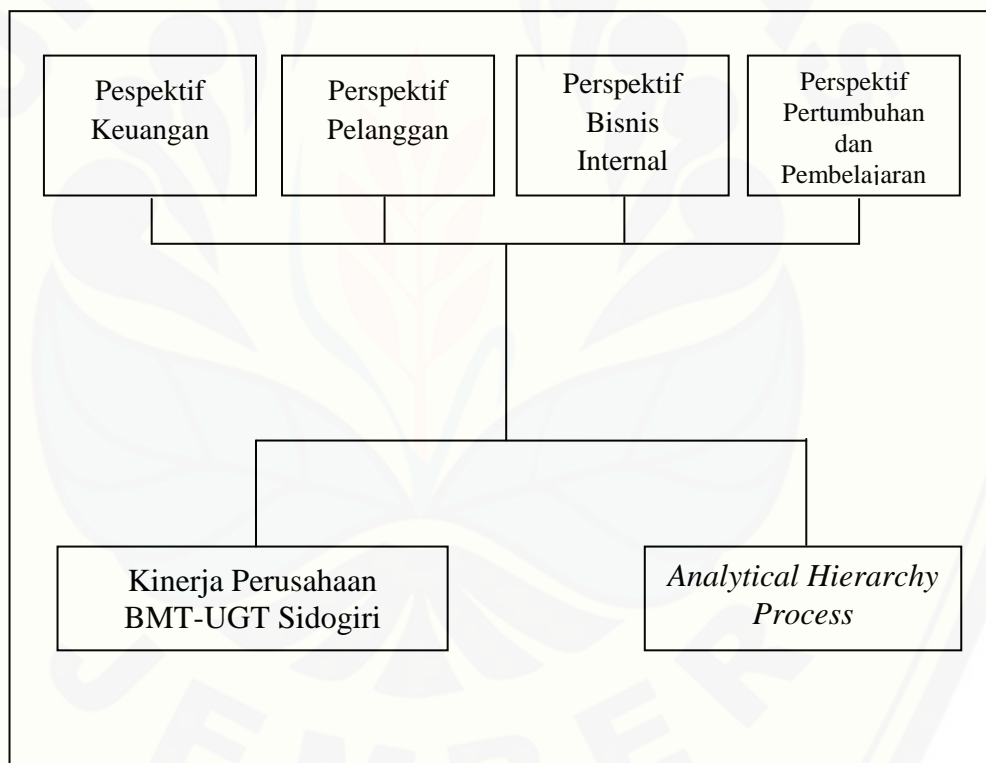 Pespektif
Keuangan
Perspektif
Pelanggan
Perspektif
Bisnis
Internal
Perspektif
Pertumbuhan
dan
Pembelajaran
Kinerja Perusahaan
BMT-UGT Sidogiri
Analytical Hierarchy
Process
JEMBER